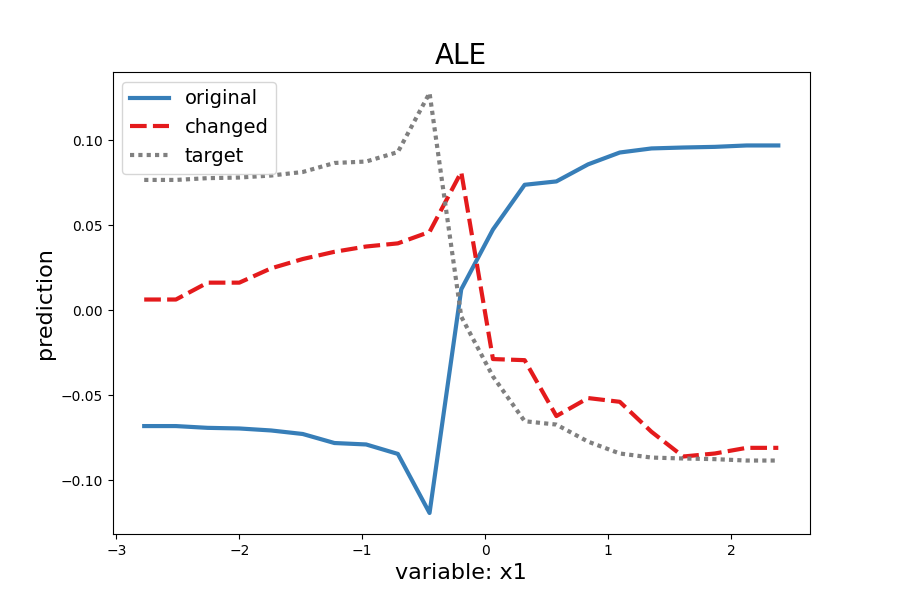 ALE
original
changed
target
prediction
0.10
0.05
0.00
−0.05
−0.10
−3
−2
−1
0
1
2
variable: x1